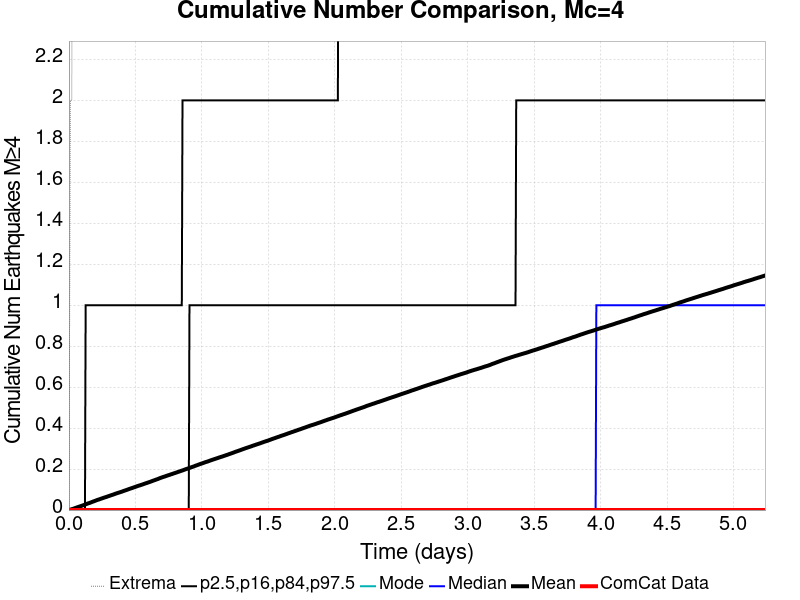 Cumulative Number Comparison, Mc=4
Cumulative Num Earthquakes M≥4
2.2
2
1.8
1.6
1.4
1.2
1
0.8
0.6
0.4
0.2
0
0.0 0.5 1.0 1.5 2.0 2.5 3.0 3.5 4.0 4.5 5.0
Time (days)
Extrema p2.5,p16,p84,p97.5 Mode Median Mean ComCat Data